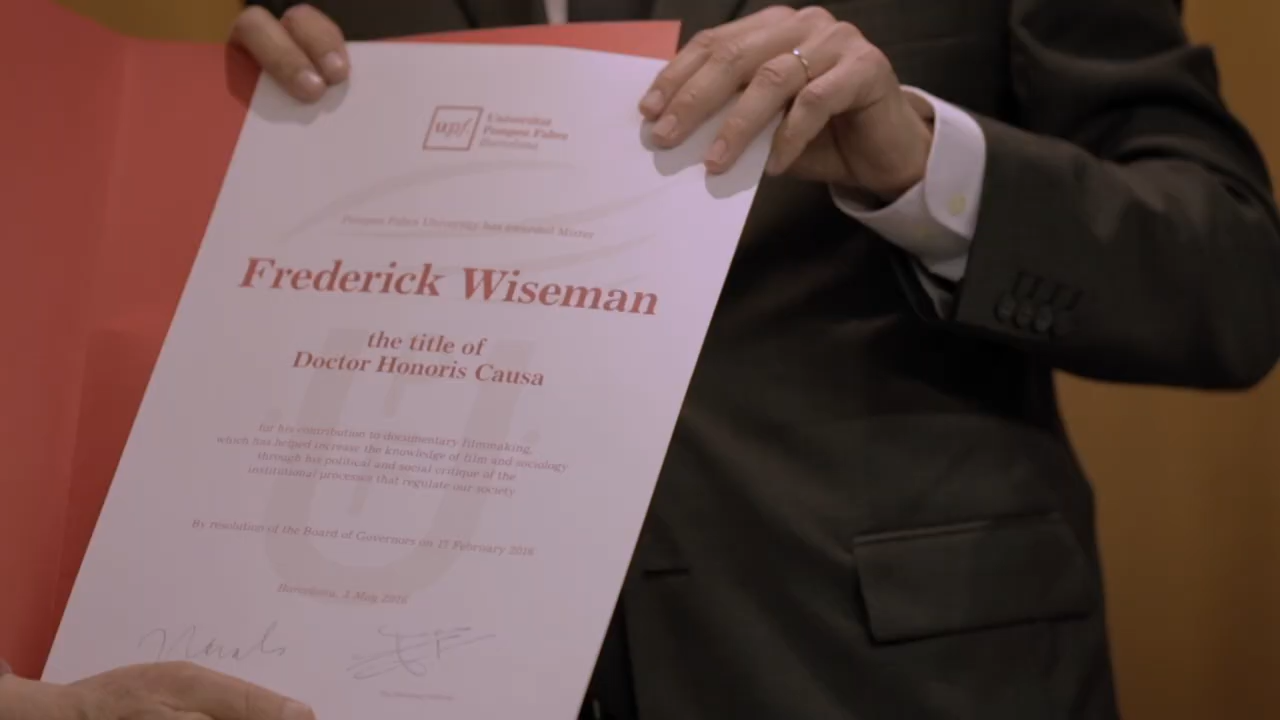 upf.
Universitat
Pompeu Fabra
Barcelona
Pompeu Fabra University has awarded Mister
Frederick Wiseman
the title of
Doctor Honoris Causa
for his contribution to documentary filmmaking,
which has helped increase the knowledge of film and sociology
through his political and social critique of the
institutional processes that regulate our society
By resolution of the Board of Governors on 17 February 2016
Barcelona, 3 May 2016